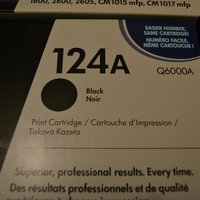 1600, 2600, 2605, CM1015 mfp, CM1017 mfp
EASIER NUMBER,
SAME CARTRIDGE!
NUMÉRO FACILE,
MÊME CARTOUCHE !
124A
Q6000A
Black
Noir
Print Cartridge / Cartouche d'Impression /
Tisková Kazeta
Superior, professional results. Every time.
Des résultats professionnels et de qualité